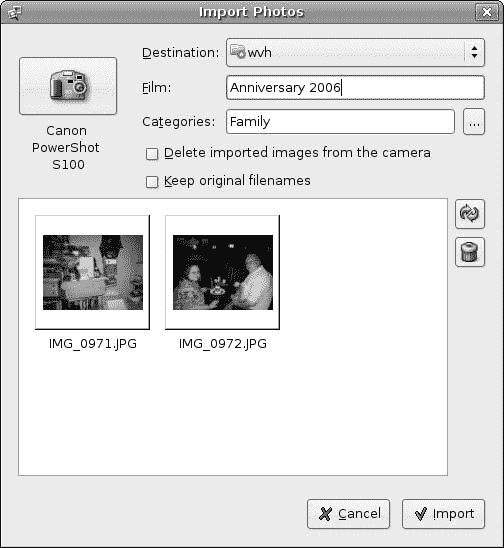 Import Photos
Destination: wvh
Film: Anniversary 2006
Categories: Family ...
Canon
PowerShot
S100
Delete imported images from the camera
Keep original filenames
IMG_0971.JPG IMG_0972.JPG
Cancel Import